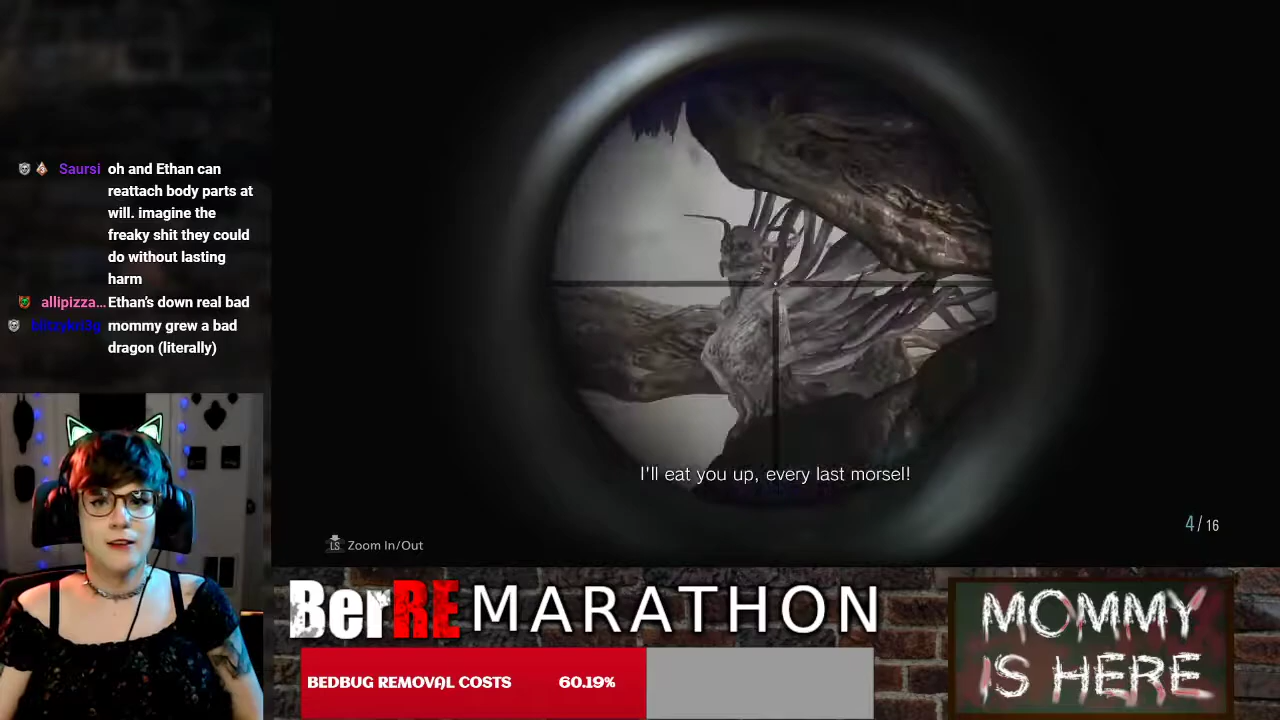 Saursi oh and Ethan can
reattach body parts at
will. imagine the
freaky shit they could
do without lasting
harm
allipizza... Ethan's down real bad
mommy grew a bad
dragon (literally)
I'll eat you up, every last morsel!
4/ 16
LS Zoom In/Out
BerRE MARATHON
BEDBUG REMOVAL COSTS 60.19%
MOMMY
IS HERE